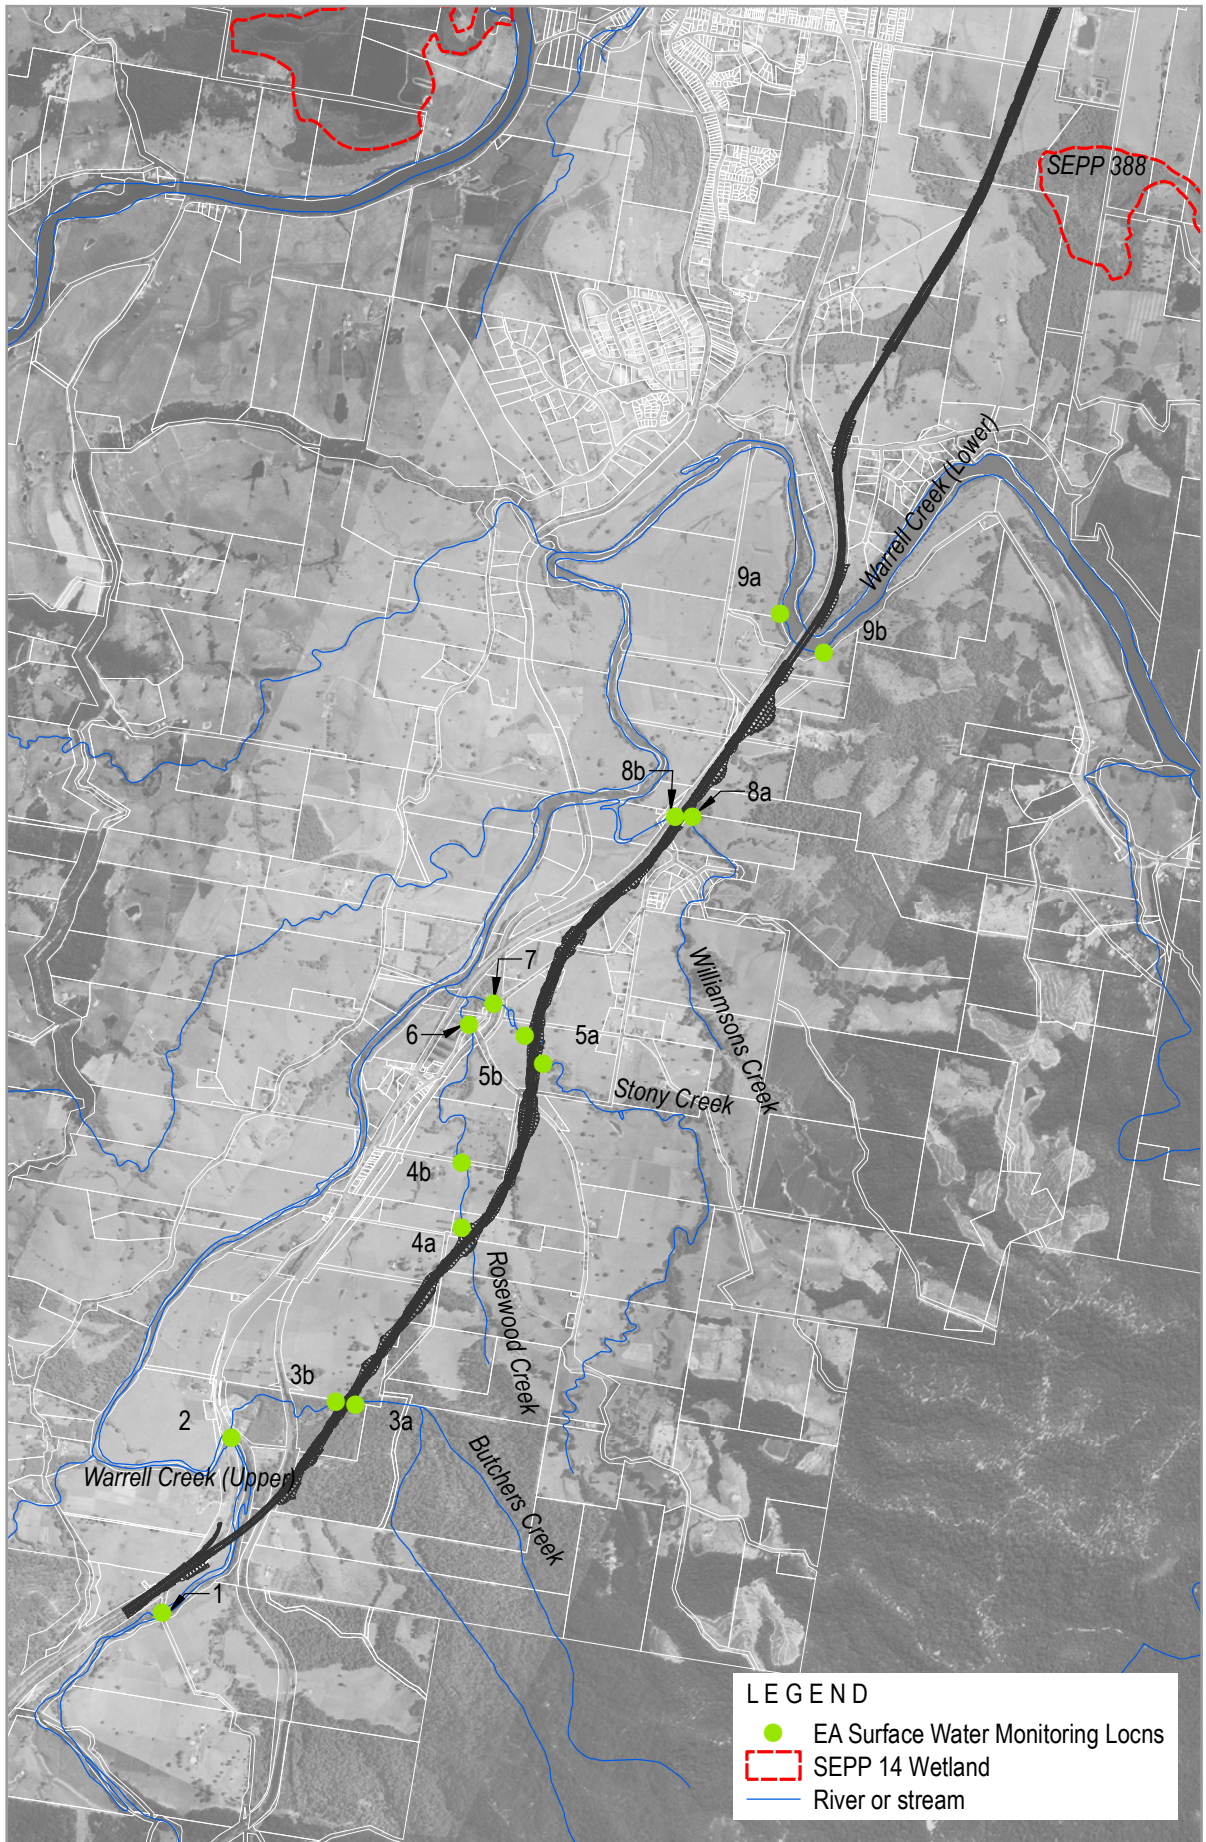 SEPP 388
Warrell Creek (Lower)
9a
9b
8b
8a
7
Williamsons Creek
6
5a
5b
Stony Creek
4b
4a
Rosewood Creek
3b
3a
2
Butchers Creek
Warrell Creek (Upper)
1
LEGEND
EA Surface Water Monitoring Locns
SEPP 14 Wetland
River or stream